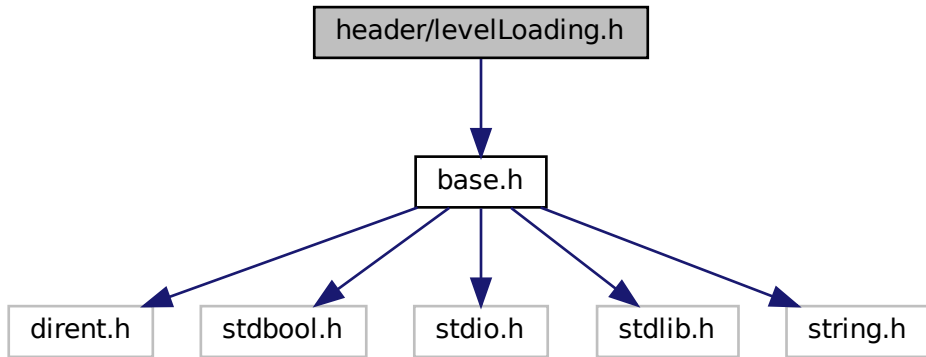 header/levelLoading.h
base.h
dirent.h
stdbool.h
stdio.h
stdlib.h
string.h